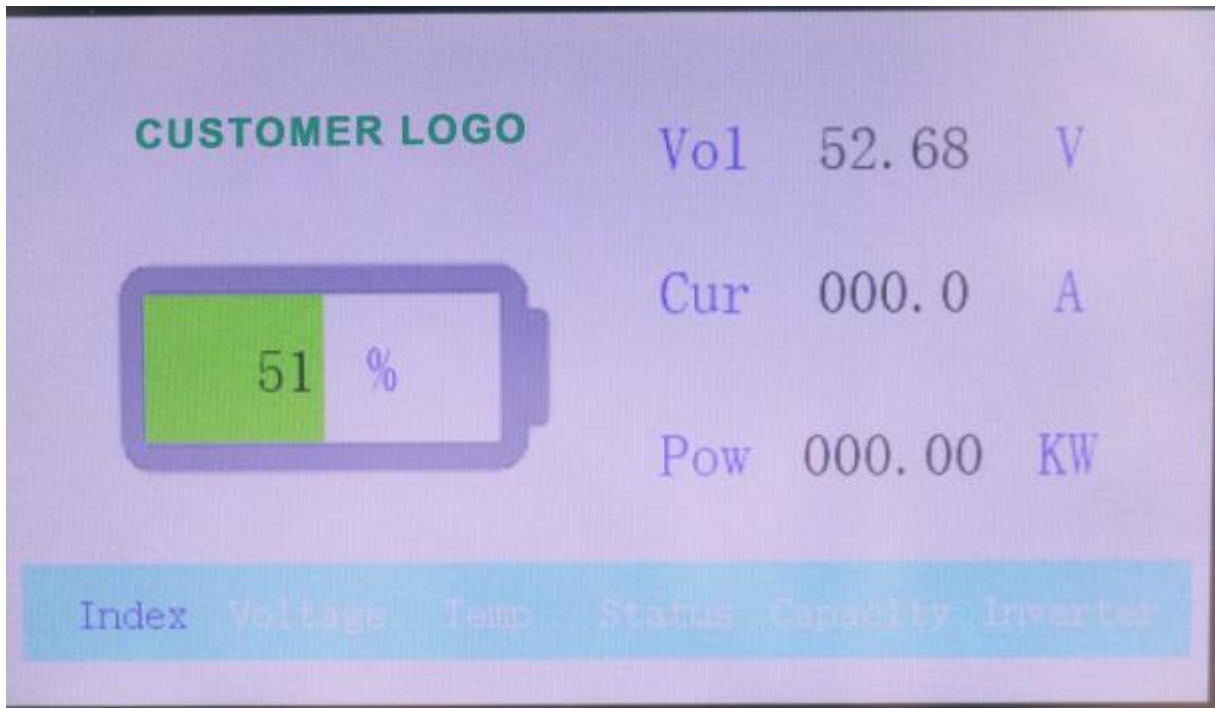 CUSTOMER LOGO
Vol 52.68 V
Cur 000.0 A
51 %
Pow 000.00 KW
Index Voltage Temp Status Capacity Inverter